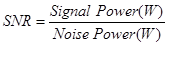 SNR = Signal Power(W) / Noise Power(W)